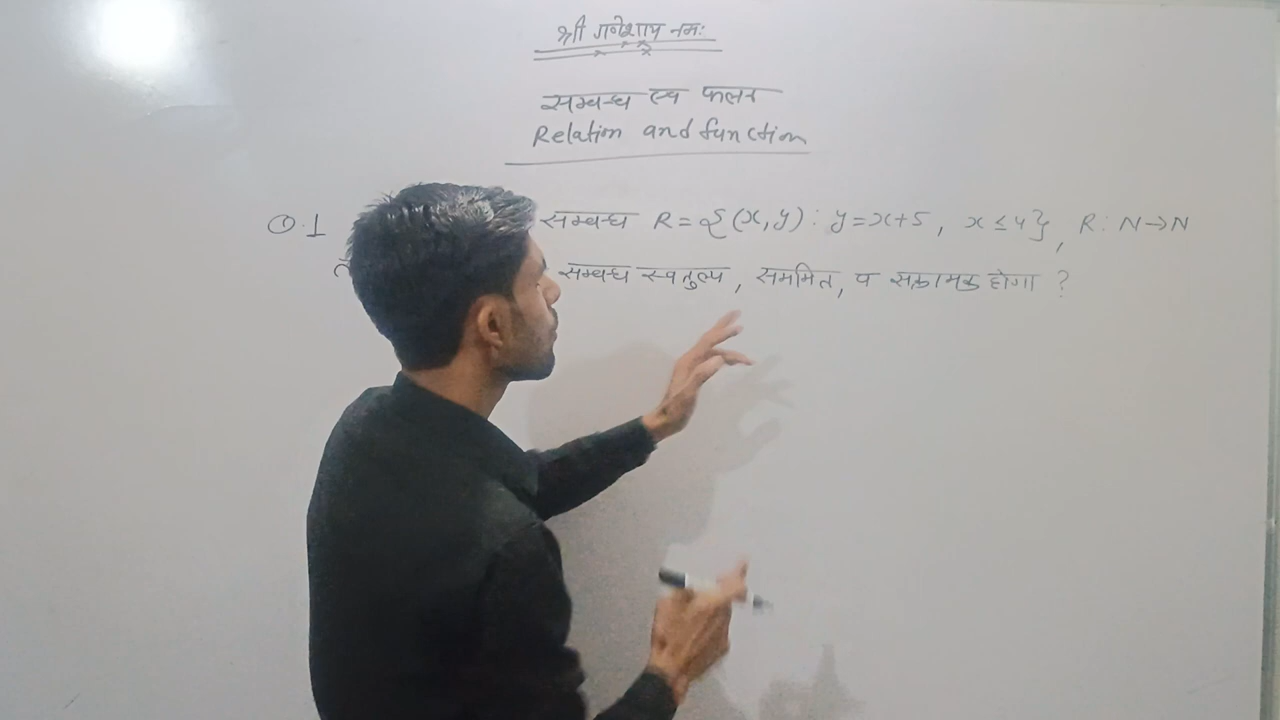 श्री गणेशाय नमः
सम्बन्ध एवं फलन
Relation and function
Q.1 सम्बन्ध R = {(x, y) : y = x+5, x ≤ 4}, R: N→N
सम्बन्ध स्वतुल्य, सममित, व संक्रामक होगा ?